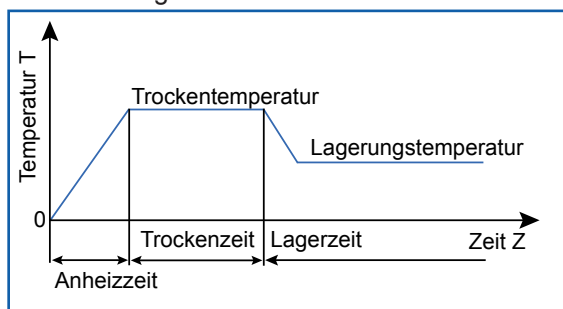 Temperatur T
Trockentemperatur
Lagerungstemperatur
0
Trockenzeit
Lagerzeit
Zeit Z
Anheizzeit